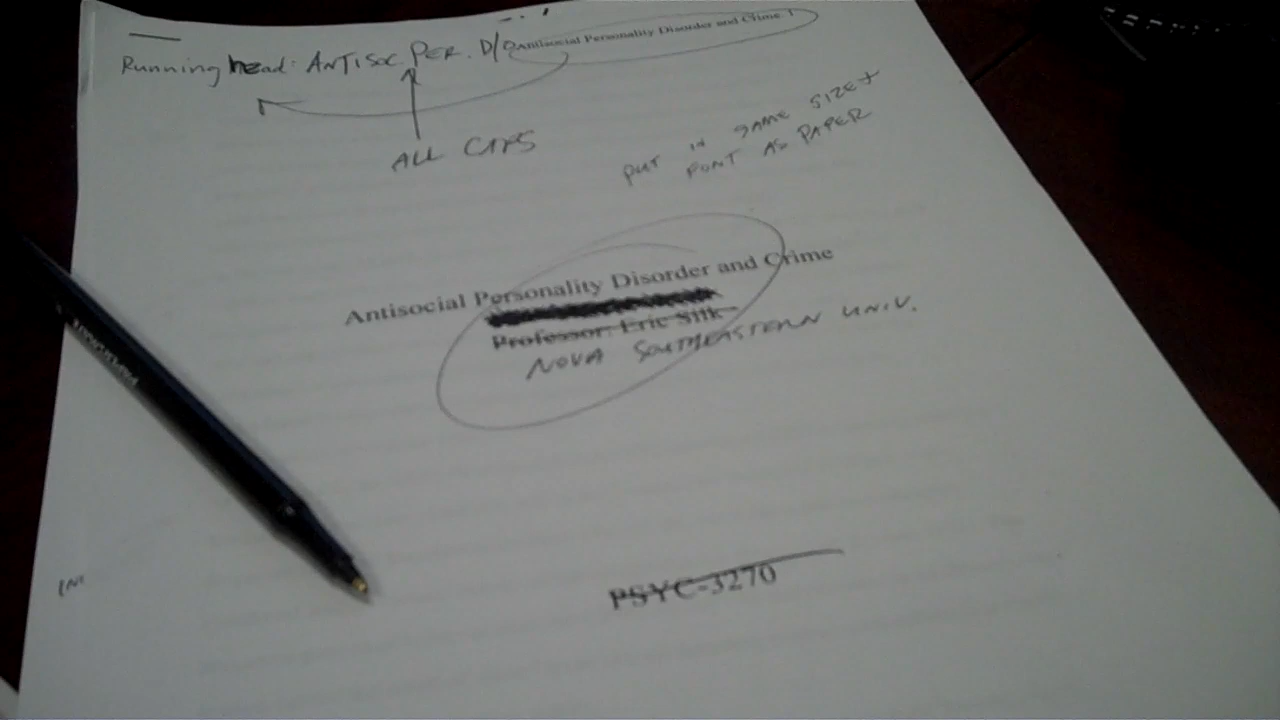 Running head: ANTISOC. PER. D/O Antisocial Personality Disorder and Crime 1
ALL CAPS
PUT IN SAME SIZE +
FONT AS PAPER
Antisocial Personality Disorder and Crime
Professor: Eric Silk
NOVA SOUTHEASTERN UNIV.
PSYC-3270